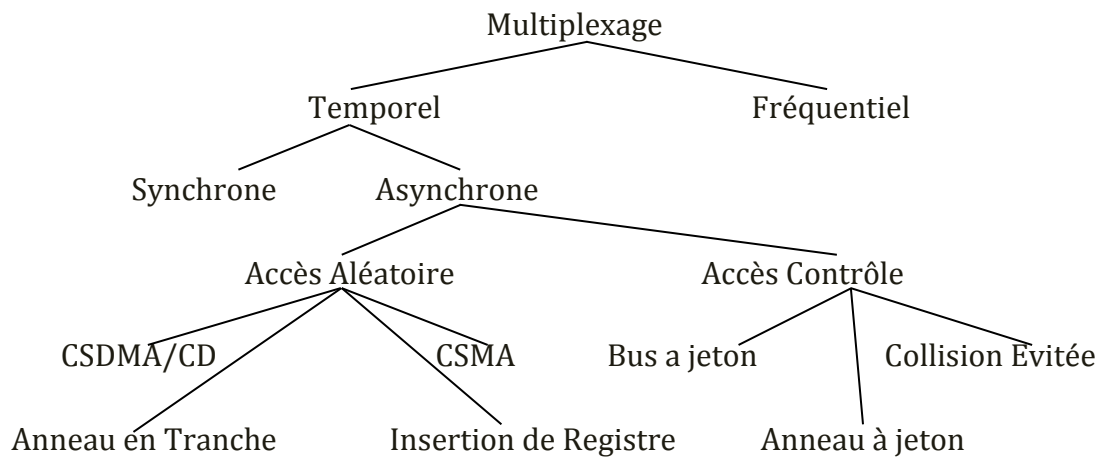 Multiplexage
Temporel Fréquentiel
Synchrone Asynchrone
Accès Aléatoire Accès Contrôle
CSDMA/CD CSMA Bus a jeton Collision Evitée
Anneau en Tranche Insertion de Registre Anneau à jeton